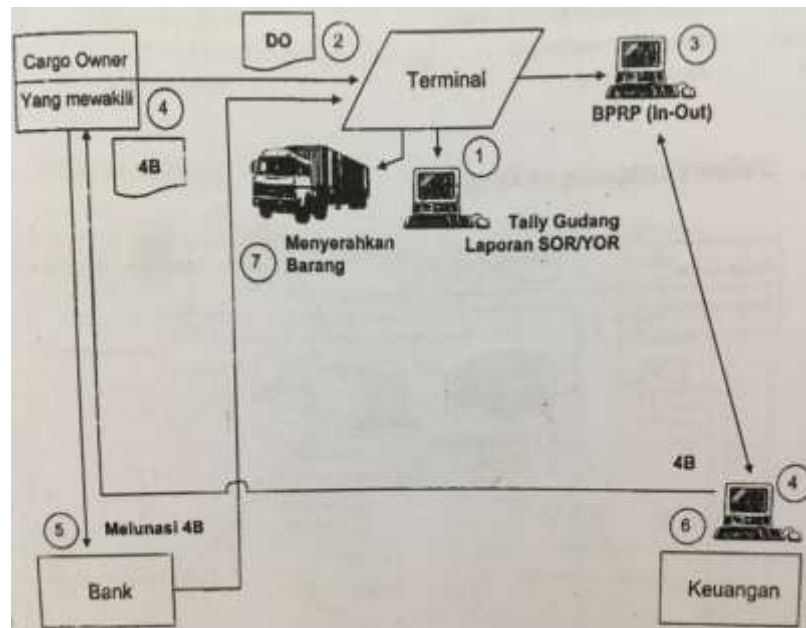 DO
2
3
Cargo Owner
Yang mewakili
4
Terminal
BPRP (In-Out)
4B
1
Tally Gudang
Laporan SOR/YOR
Menyerahkan
Barang
7
4B
4
5
Melunasi 4B
6
Bank
Keuangan